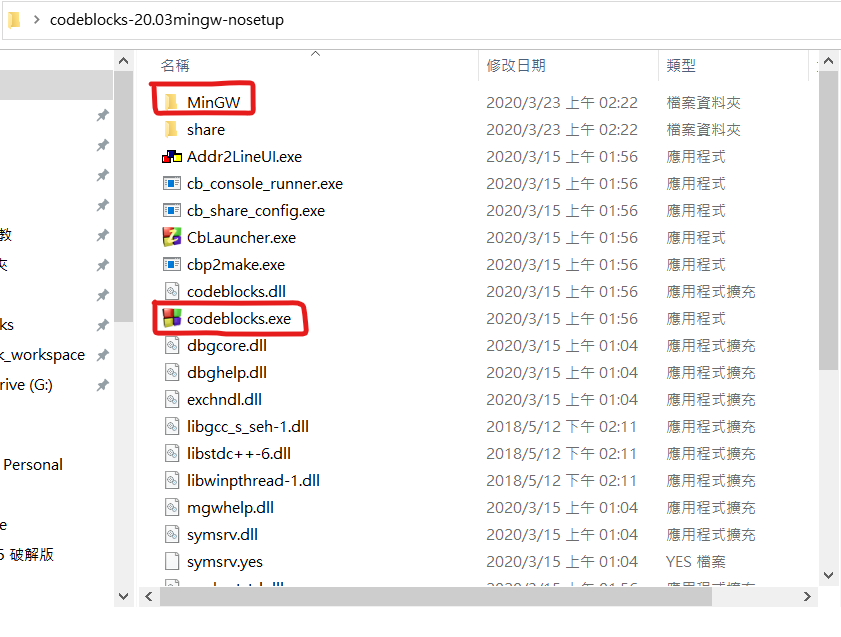 codeblocks-20.03mingw-nosetup
名稱 修改日期 類型
MinGW 2020/3/23 上午 02:22 檔案資料夾
share 2020/3/23 上午 02:22 檔案資料夾
Addr2LineUI.exe 2020/3/15 上午 01:56 應用程式
cb_console_runner.exe 2020/3/15 上午 01:56 應用程式
cb_share_config.exe 2020/3/15 上午 01:56 應用程式
教 CbLauncher.exe 2020/3/15 上午 01:56 應用程式
夾 cbp2make.exe 2020/3/15 上午 01:56 應用程式
codeblocks.dll 2020/3/15 上午 01:56 應用程式擴充
ks codeblocks.exe 2020/3/15 上午 01:56 應用程式
k_workspace dbgcore.dll 2020/3/15 上午 01:04 應用程式擴充
rive (G:) dbghelp.dll 2020/3/15 上午 01:04 應用程式擴充
exchndl.dll 2020/3/15 上午 01:04 應用程式擴充
libgcc_s_seh-1.dll 2018/5/12 下午 02:11 應用程式擴充
Personal libstdc++-6.dll 2018/5/12 下午 02:11 應用程式擴充
libwinpthread-1.dll 2018/5/12 下午 02:11 應用程式擴充
e mgwhelp.dll 2020/3/15 上午 01:04 應用程式擴充
5 破解版 symsrv.dll 2020/3/15 上午 01:04 應用程式擴充
symsrv.yes 2020/3/15 上午 01:04 YES 檔案